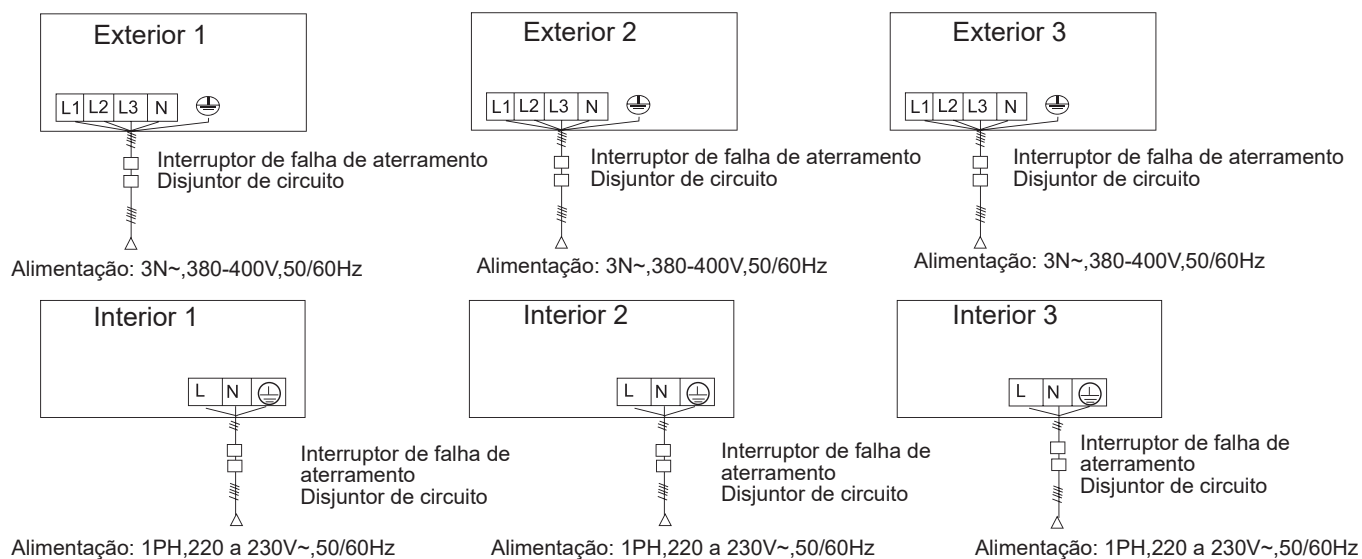 Exterior 1
L1 L2 L3 N
Interruptor de falha de aterramento
Disjuntor de circuito
Alimentação: 3N~,380-400V,50/60Hz
Exterior 2
L1 L2 L3 N
Interruptor de falha de aterramento
Disjuntor de circuito
Alimentação: 3N~,380-400V,50/60Hz
Exterior 3
L1 L2 L3 N
Interruptor de falha de aterramento
Disjuntor de circuito
Alimentação: 3N~,380-400V,50/60Hz
Interior 1
L N
Interruptor de falha de
aterramento
Disjuntor de circuito
Alimentação: 1PH,220 a 230V~,50/60Hz
Interior 2
L N
Interruptor de falha de
aterramento
Disjuntor de circuito
Alimentação: 1PH,220 a 230V~,50/60Hz
Interior 3
L N
Interruptor de falha de
aterramento
Disjuntor de circuito
Alimentação: 1PH,220 a 230V~,50/60Hz